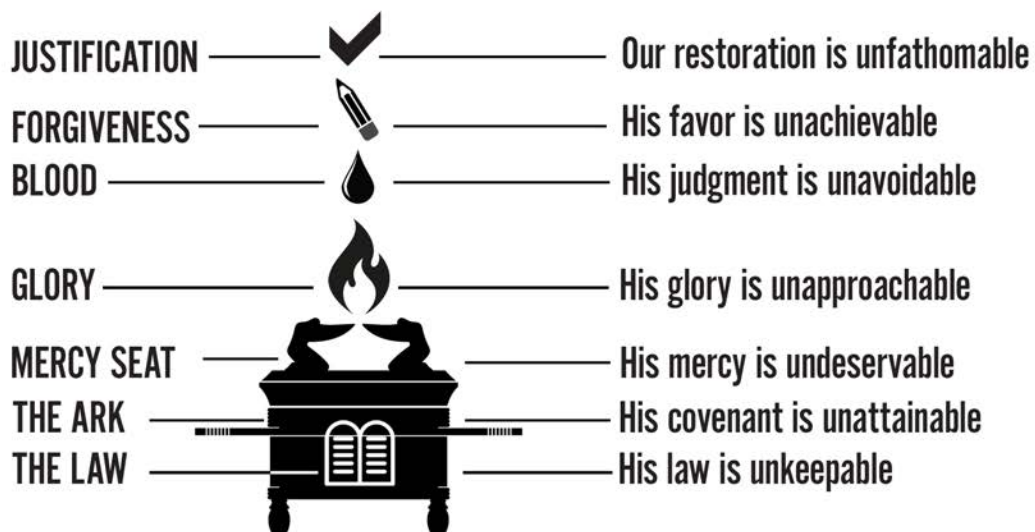 JUSTIFICATION Our restoration is unfathomable
FORGIVENESS His favor is unachievable
BLOOD His judgment is unavoidable
GLORY His glory is unapproachable
MERCY SEAT His mercy is undeservable
THE ARK His covenant is unattainable
THE LAW His law is unkeepable